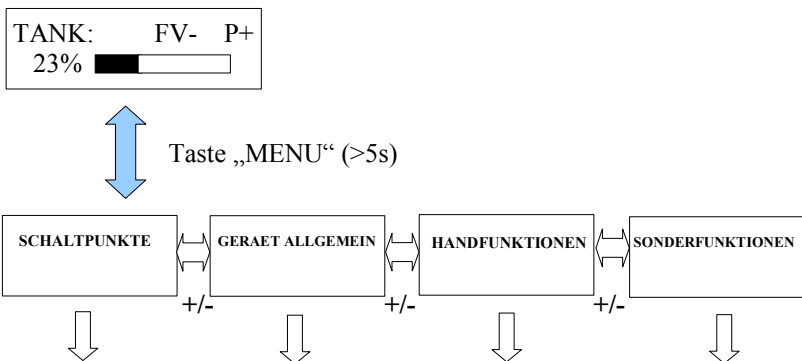 TANK: FV- P+
23%
Taste „MENU“ (>5s)
SCHALTPUNKTE GERAET ALLGEMEIN HANDFUNKTIONEN SONDERFUNKTIONEN
+/- +/- +/-